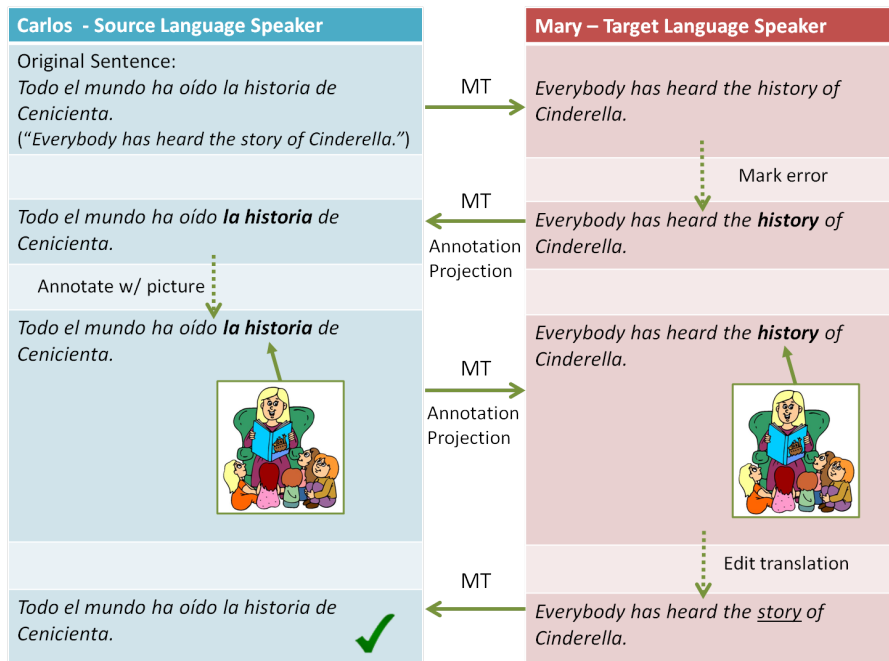 Carlos - Source Language Speaker
Mary – Target Language Speaker
Original Sentence:
Todo el mundo ha oído la historia de
Cenicienta.
("Everybody has heard the story of Cinderella.")
MT
Everybody has heard the history of
Cinderella.
Mark error
Todo el mundo ha oído la historia de
Cenicienta.
MT
Annotation
Projection
Everybody has heard the history of
Cinderella.
Annotate w/ picture
Todo el mundo ha oído la historia de
Cenicienta.
MT
Annotation
Projection
Everybody has heard the history of
Cinderella.
Edit translation
Todo el mundo ha oído la historia de
Cenicienta.
MT
Everybody has heard the story of
Cinderella.